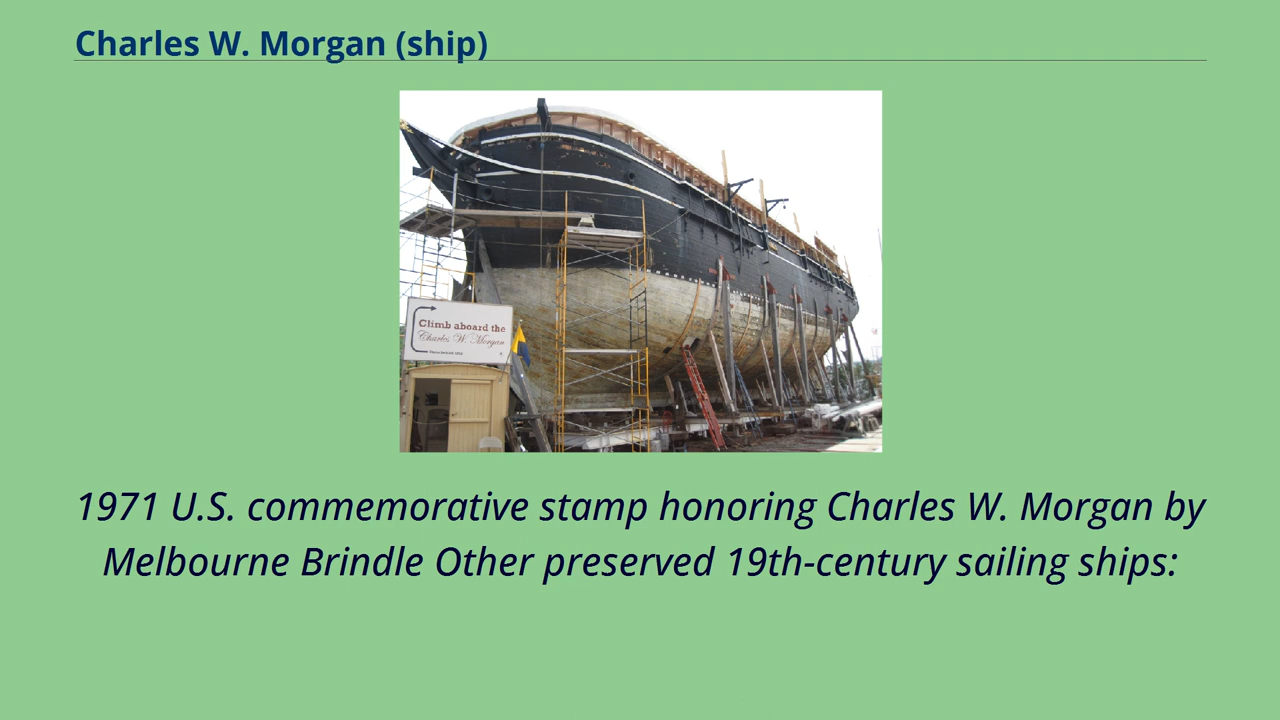 Charles W. Morgan (ship)
Climb aboard the
Charles W. Morgan
1971 U.S. commemorative stamp honoring Charles W. Morgan by
Melbourne Brindle Other preserved 19th-century sailing ships: